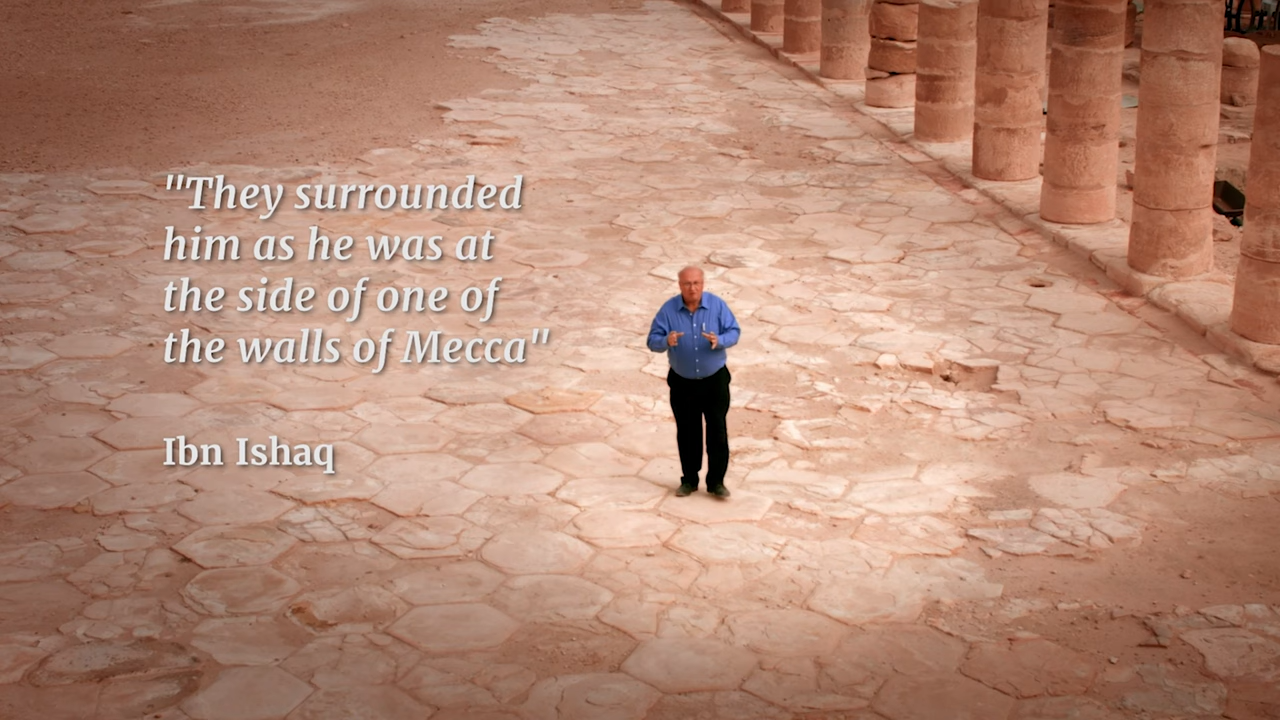 "They surrounded
him as he was at
the side of one of
the walls of Mecca"
Ibn Ishaq